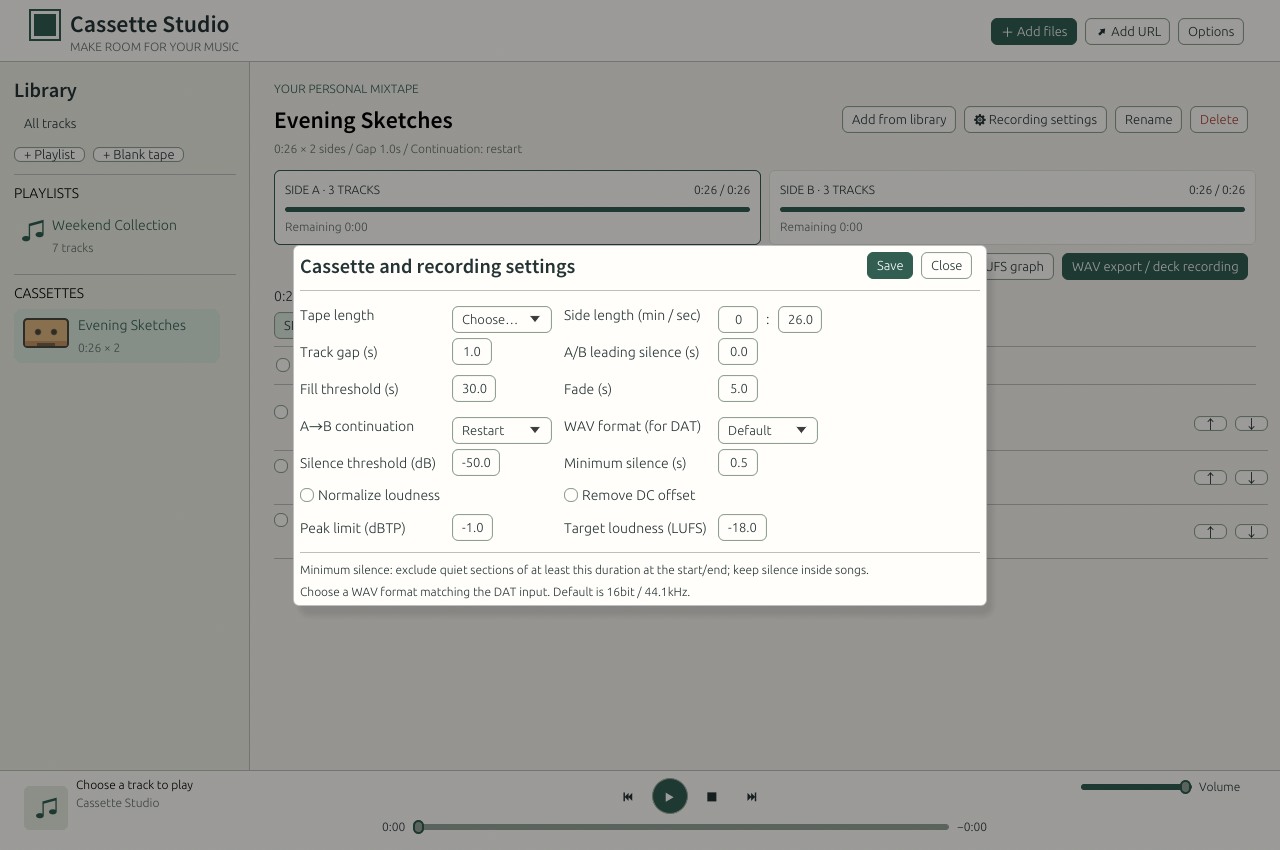 Cassette Studio
MAKE ROOM FOR YOUR MUSIC
+ Add files
Add URL
Options
Library
All tracks
+ Playlist
+ Blank tape
PLAYLISTS
Weekend Collection
7 tracks
CASSETTES
Evening Sketches
0:26 × 2
YOUR PERSONAL MIXTAPE
Evening Sketches
0:26 × 2 sides / Gap 1.0s / Continuation: restart
Add from library
Recording settings
Rename
Delete
SIDE A · 3 TRACKS 0:26 / 0:26
Remaining 0:00
SIDE B · 3 TRACKS 0:26 / 0:26
Remaining 0:00
UFS graph
WAV export / deck recording
0:2
Cassette and recording settings
Save
Close
Tape length Choose… Side length (min / sec) 0 : 26.0
Track gap (s) 1.0 A/B leading silence (s) 0.0
Fill threshold (s) 30.0 Fade (s) 5.0
A→B continuation Restart WAV format (for DAT) Default
Silence threshold (dB) -50.0 Minimum silence (s) 0.5
Normalize loudness Remove DC offset
Peak limit (dBTP) -1.0 Target loudness (LUFS) -18.0
Minimum silence: exclude quiet sections of at least this duration at the start/end; keep silence inside songs.
Choose a WAV format matching the DAT input. Default is 16bit / 44.1kHz.
↑ ↓
↑ ↓
↑ ↓
Choose a track to play
Cassette Studio
0:00
−0:00
Volume